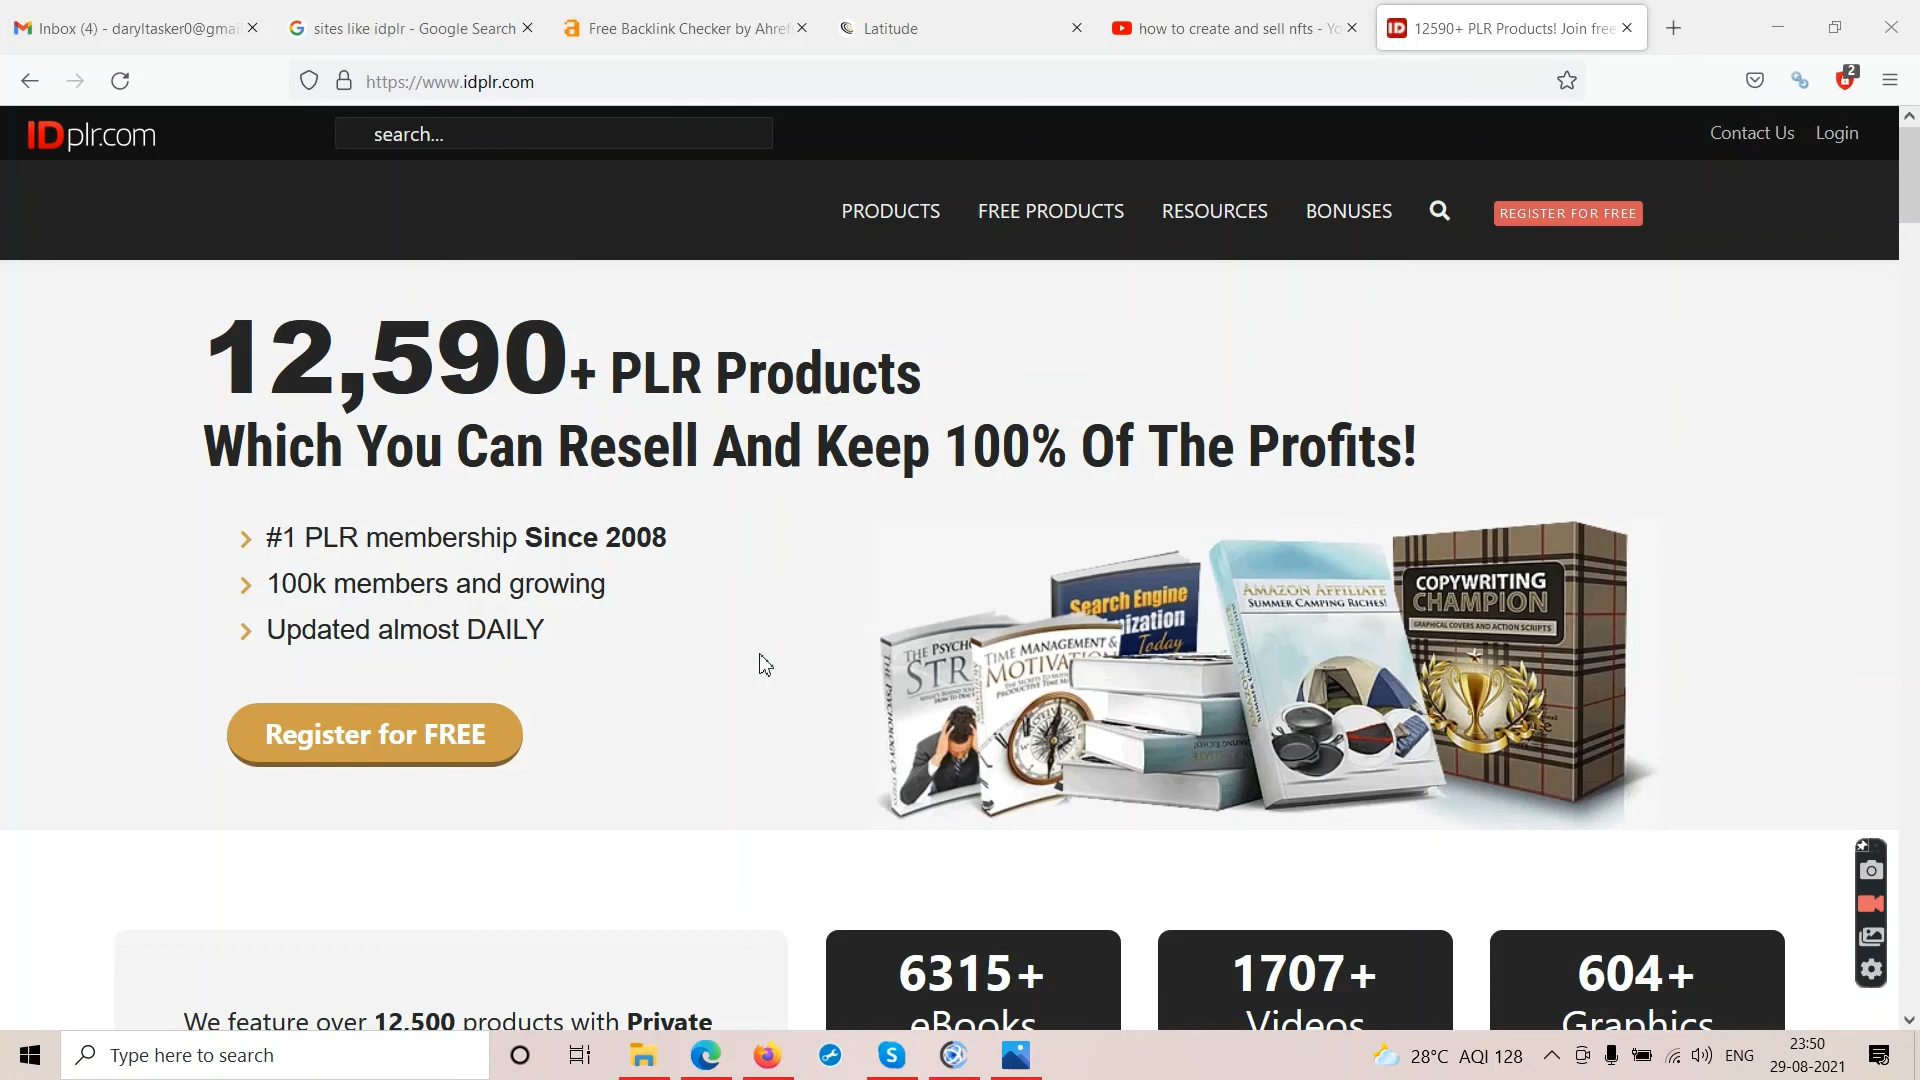 Inbox (4) - daryltasker0@gmai
sites like idplr - Google Search
Free Backlink Checker by Ahref
Latitude
how to create and sell nfts - Yo
12590+ PLR Products! Join free
https://www.idplr.com
2
IDplr.com
search...
Contact Us
Login
PRODUCTS
FREE PRODUCTS
RESOURCES
BONUSES
REGISTER FOR FREE
12,590+ PLR Products
Which You Can Resell And Keep 100% Of The Profits!
#1 PLR membership Since 2008
100k members and growing
Updated almost DAILY
Register for FREE
THE PSYCH
STR
TIME MANAGEMENT &
MOTIVAT
Search Engine
mization
Today
AMAZON AFFILIATE
SUMMER CAMPING RICHES!
COPYWRITING
CHAMPION
GRAPHICAL COVERS AND ACTION SCRIPTS
We feature over 12,500 products with Private
6315+
eBooks
1707+
Videos
604+
Graphics
Type here to search
28°C AQI 128
ENG
23:50
29-08-2021